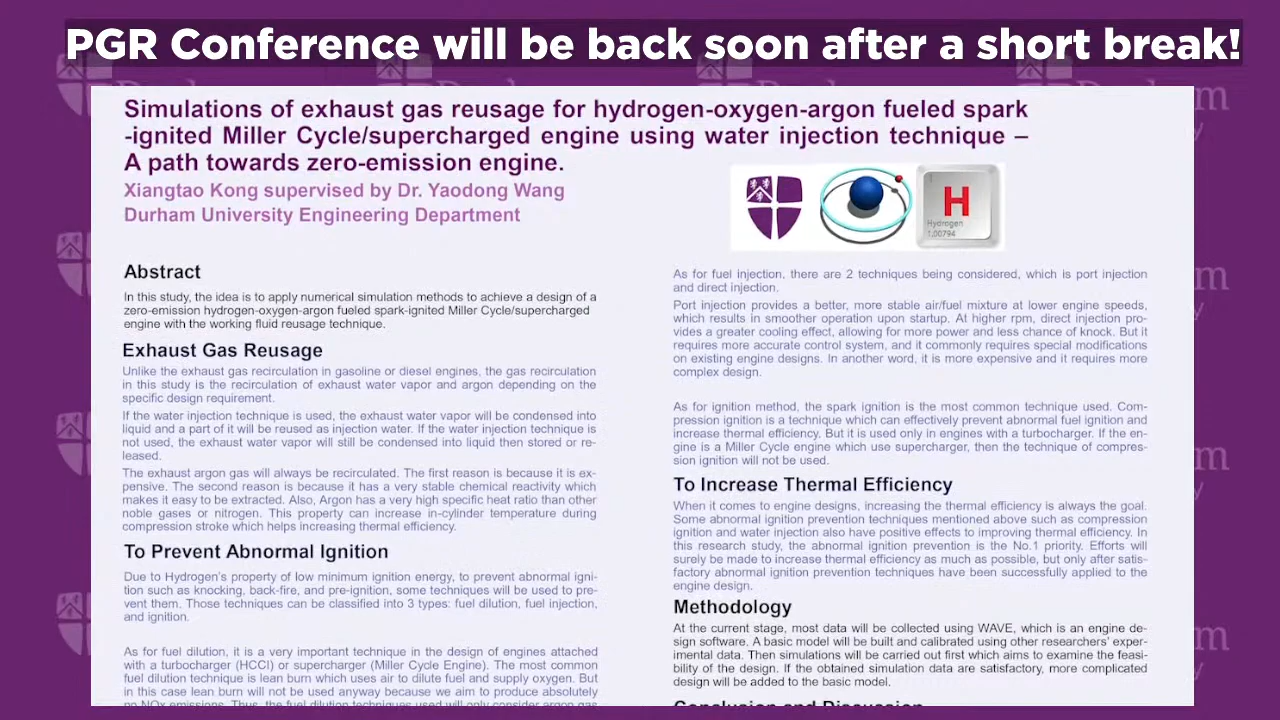 PGR Conference will be back soon after a short break!
Simulations of exhaust gas reusage for hydrogen-oxygen-argon fueled spark
-ignited Miller Cycle/supercharged engine using water injection technique –
A path towards zero-emission engine.
Xiangtao Kong supervised by Dr. Yaodong Wang
Durham University Engineering Department
H
Hydrogen
1.00794
Abstract
In this study, the idea is to apply numerical simulation methods to achieve a design of a
zero-emission hydrogen-oxygen-argon fueled spark-ignited Miller Cycle/supercharged
engine with the working fluid reusage technique.
Exhaust Gas Reusage
Unlike the exhaust gas recirculation in gasoline or diesel engines, the gas recirculation
in this study is the recirculation of exhaust water vapor and argon depending on the
specific design requirement.
If the water injection technique is used, the exhaust water vapor will be condensed into
liquid and a part of it will be reused as injection water. If the water injection technique is
not used, the exhaust water vapor will still be condensed into liquid then stored or re-
leased.
The exhaust argon gas will always be recirculated. The first reason is because it is ex-
pensive. The second reason is because it has a very stable chemical reactivity which
makes it easy to be extracted. Also, Argon has a very high specific heat ratio than other
noble gases or nitrogen. This property can increase in-cylinder temperature during
compression stroke which helps increasing thermal efficiency.
To Prevent Abnormal Ignition
Due to Hydrogen's property of low minimum ignition energy, to prevent abnormal igni-
tion such as knocking, back-fire, and pre-ignition, some techniques will be used to pre-
vent them. Those techniques can be classified into 3 types: fuel dilution, fuel injection,
and ignition.
As for fuel dilution, it is a very important technique in the design of engines attached
with a turbocharger (HCCI) or supercharger (Miller Cycle Engine). The most common
fuel dilution technique is lean burn which uses air to dilute fuel and supply oxygen. But
in this case lean burn will not be used anyway because we aim to produce absolutely
no NOx emissions. Thus, the fuel dilution techniques used will only consider argon gas
As for fuel injection, there are 2 techniques being considered, which is port injection
and direct injection.
Port injection provides a better, more stable air/fuel mixture at lower engine speeds,
which results in smoother operation upon startup. At higher rpm, direct injection pro-
vides a greater cooling effect, allowing for more power and less chance of knock. But it
requires more accurate control system, and it commonly requires special modifications
on existing engine designs. In another word, it is more expensive and it requires more
complex design.
As for ignition method, the spark ignition is the most common technique used. Com-
pression ignition is a technique which can effectively prevent abnormal fuel ignition and
increase thermal efficiency. But it is used only in engines with a turbocharger. If the en-
gine is a Miller Cycle engine which use supercharger, then the technique of compres-
sion ignition will not be used.
To Increase Thermal Efficiency
When it comes to engine designs, increasing the thermal efficiency is always the goal.
Some abnormal ignition prevention techniques mentioned above such as compression
ignition and water injection also have positive effects to improving thermal efficiency. In
this research study, the abnormal ignition prevention is the No.1 priority. Efforts will
surely be made to increase thermal efficiency as much as possible, but only after satis-
factory abnormal ignition prevention techniques have been successfully applied to the
engine design.
Methodology
At the current stage, most data will be collected using WAVE, which is an engine de-
sign software. A basic model will be built and calibrated using other researchers' exper-
imental data. Then simulations will be carried out first which aims to examine the feasi-
bility of the design. If the obtained simulation data are satisfactory, more complicated
design will be added to the basic model.
Conclusion and Discussion